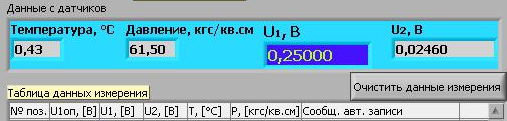 Данные с датчиков
Температура, °C Давление, кгс/кв.см U1, В U2, В
0,43 61,50 0,25000 0,02460
Очистить данные измерения
Таблица данных измерения
№ поз. U1оп, [В] U1, [В] U2, [В] T, [°C] P, [кгс/кв.см] Сообщ. авт. записи